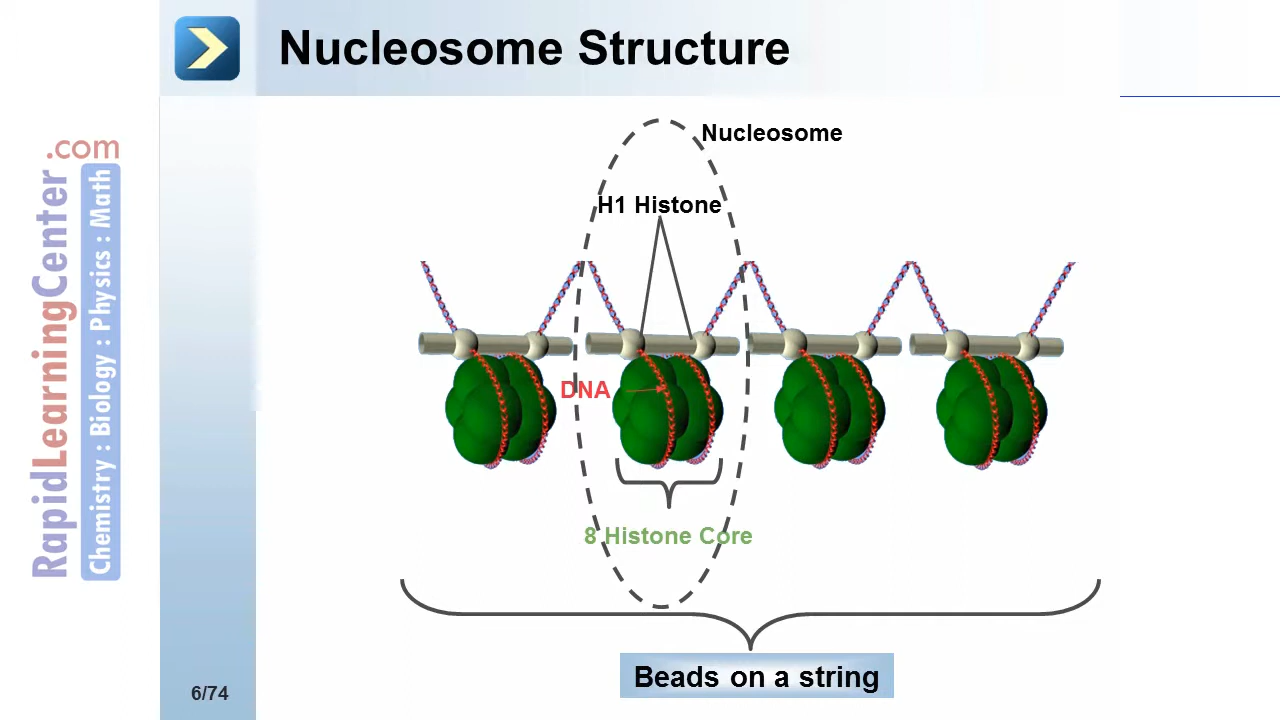 Nucleosome Structure
Nucleosome
H1 Histone
DNA
8 Histone Core
Beads on a string
6/74
RapidLearningCenter.com
Chemistry : Biology : Physics : Math